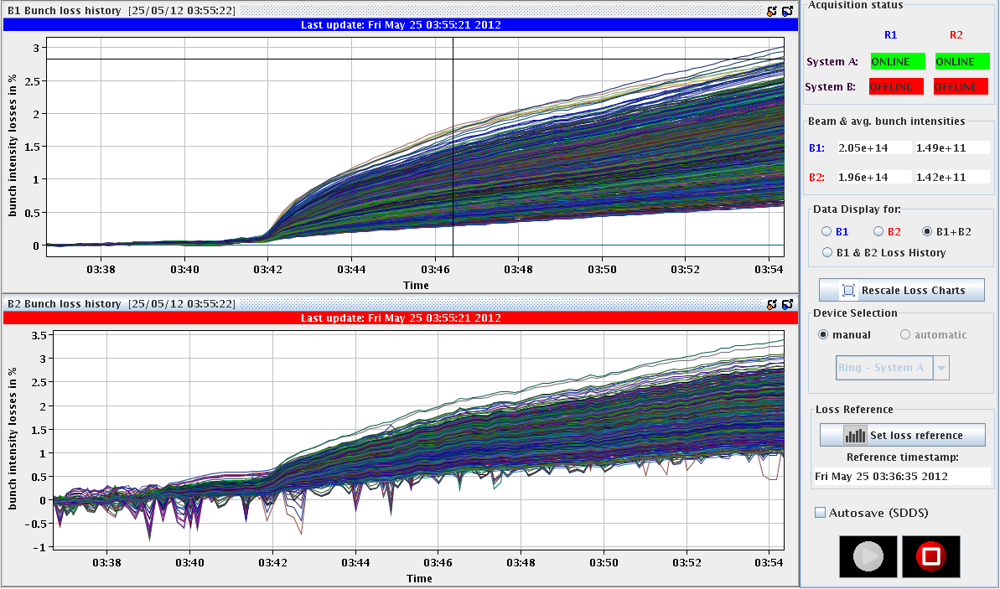 B1 Bunch loss history [25/05/12 03:55:22]
Last update: Fri May 25 03:55:21 2012
bunch intensity losses in %
3
2.5
2
1.5
1
0.5
0
03:38 03:40 03:42 03:44 03:46 03:48 03:50 03:52 03:54
Time
B2 Bunch loss history [25/05/12 03:55:22]
Last update: Fri May 25 03:55:21 2012
bunch intensity losses in %
3.5
3
2.5
2
1.5
1
0.5
0
-0.5
-1
03:38 03:40 03:42 03:44 03:46 03:48 03:50 03:52 03:54
Time
Acquisition status
R1 R2
System A: ONLINE ONLINE
System B: OFFLINE OFFLINE
Beam & avg. bunch intensities
B1: 2.05e+14 1.49e+11
B2: 1.96e+14 1.42e+11
Data Display for:
B1 B2 B1+B2
B1 & B2 Loss History
Rescale Loss Charts
Device Selection
manual automatic
Ring - System A
Loss Reference
Set loss reference
Reference timestamp:
Fri May 25 03:36:35 2012
Autosave (SDDS)